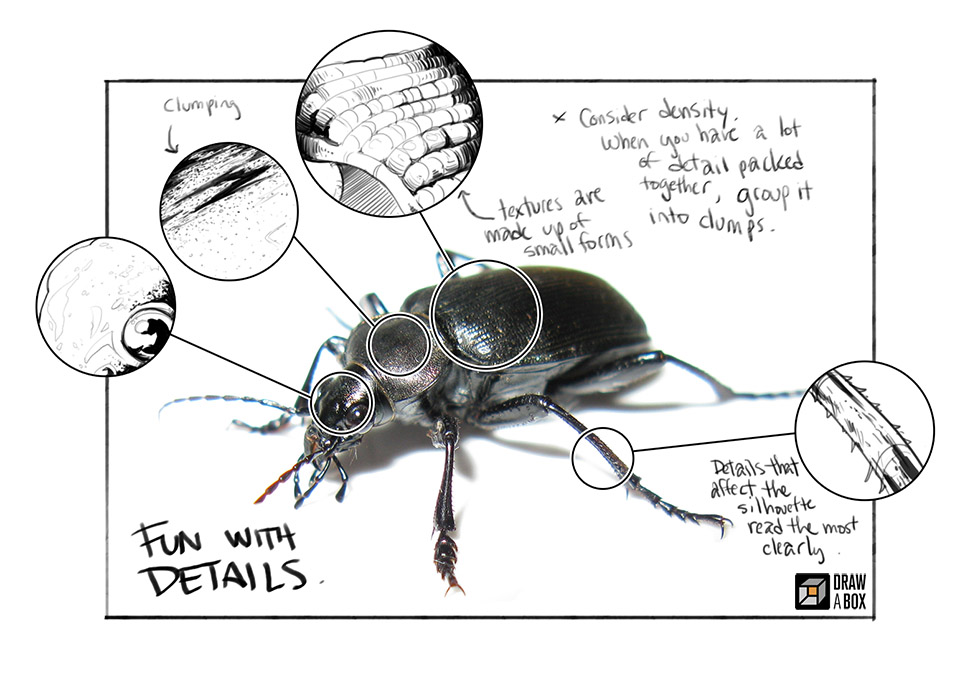 Clumping
× Consider density.
When you have a lot
of detail packed
together, group it
into clumps.
textures are
made up of
small forms
Details that
affect the
silhouette
read the most
clearly.
FUN WITH
DETAILS.
DRAW
A BOX